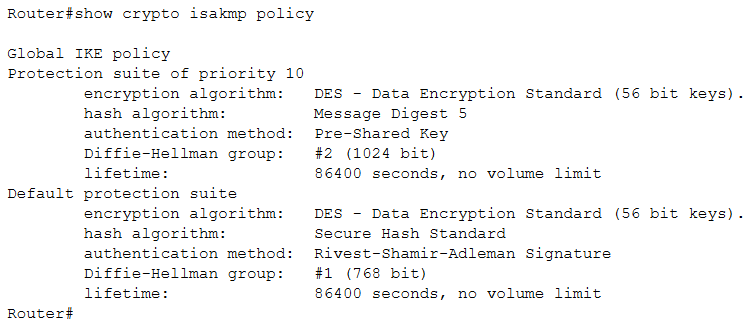 Router#show crypto isakmp policy
Global IKE policy
Protection suite of priority 10
encryption algorithm: DES - Data Encryption Standard (56 bit keys).
hash algorithm: Message Digest 5
authentication method: Pre-Shared Key
Diffie-Hellman group: #2 (1024 bit)
lifetime: 86400 seconds, no volume limit
Default protection suite
encryption algorithm: DES - Data Encryption Standard (56 bit keys).
hash algorithm: Secure Hash Standard
authentication method: Rivest-Shamir-Adleman Signature
Diffie-Hellman group: #1 (768 bit)
lifetime: 86400 seconds, no volume limit
Router#